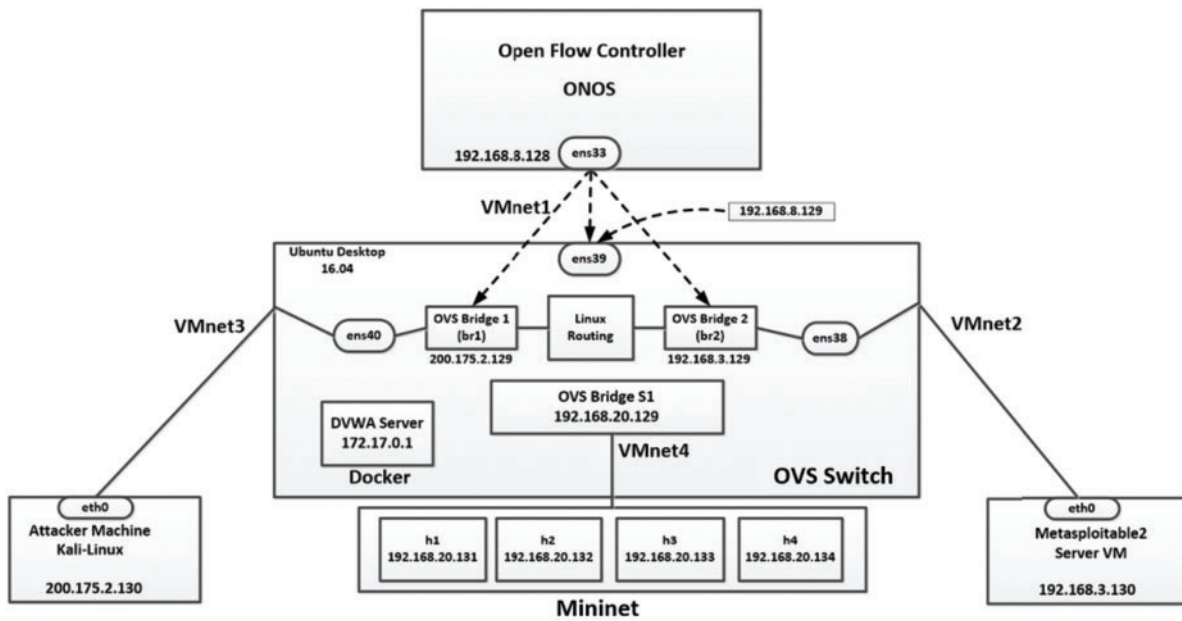 Open Flow Controller
ONOS
192.168.8.128
ens33
VMnet1
192.168.8.129
Ubuntu Desktop
16.04
ens39
VMnet3
ens40
OVS Bridge 1
(br1)
200.175.2.129
Linux
Routing
OVS Bridge 2
(br2)
192.168.3.129
ens38
VMnet2
OVS Bridge S1
192.168.20.129
DVWA Server
172.17.0.1
Docker
VMnet4
OVS Switch
eth0
Attacker Machine
Kali-Linux
200.175.2.130
h1
192.168.20.131
h2
192.168.20.132
h3
192.168.20.133
h4
192.168.20.134
Mininet
eth0
Metasploitable2
Server VM
192.168.3.130